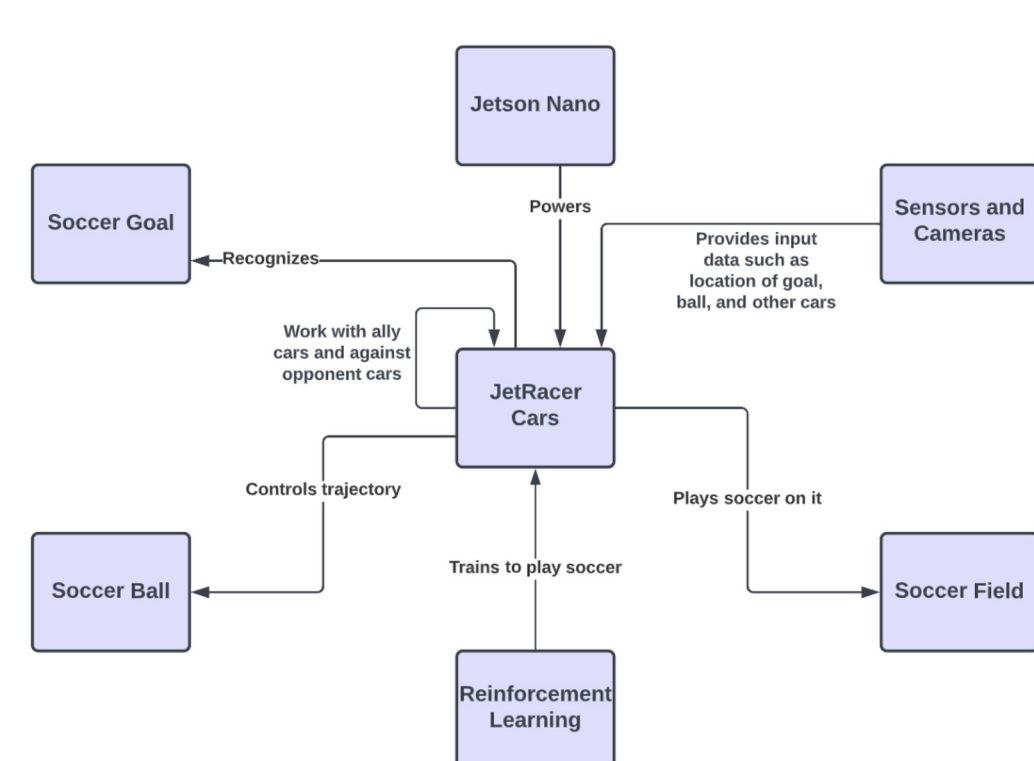 Jetson Nano
Soccer Goal
Sensors and
Cameras
Powers
Provides input
data such as
location of goal,
ball, and other cars
Recognizes
Work with ally
cars and against
opponent cars
JetRacer
Cars
Controls trajectory
Plays soccer on it
Trains to play soccer
Soccer Ball
Soccer Field
Reinforcement
Learning